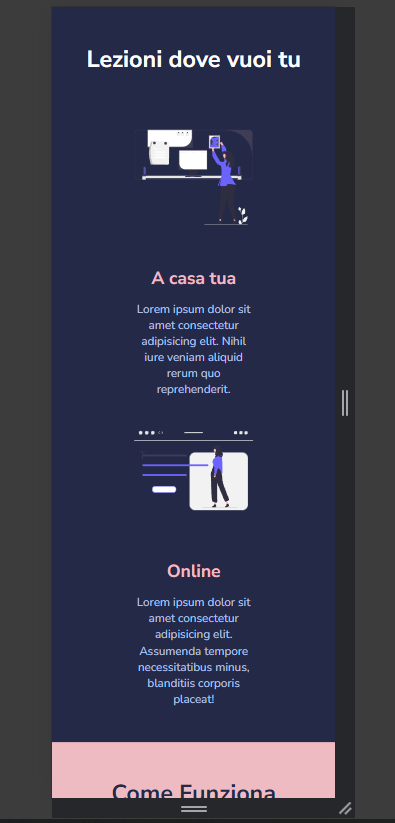 Lezioni dove vuoi tu
A casa tua
Lorem ipsum dolor sit
amet consectetur
adipisicing elit. Nihil
iure veniam aliquid
rerum quo
reprehenderit.
Online
Lorem ipsum dolor sit
amet consectetur
adipisicing elit.
Assumenda tempore
necessitatibus minus,
blanditiis corporis
placeat!
Come Funziona